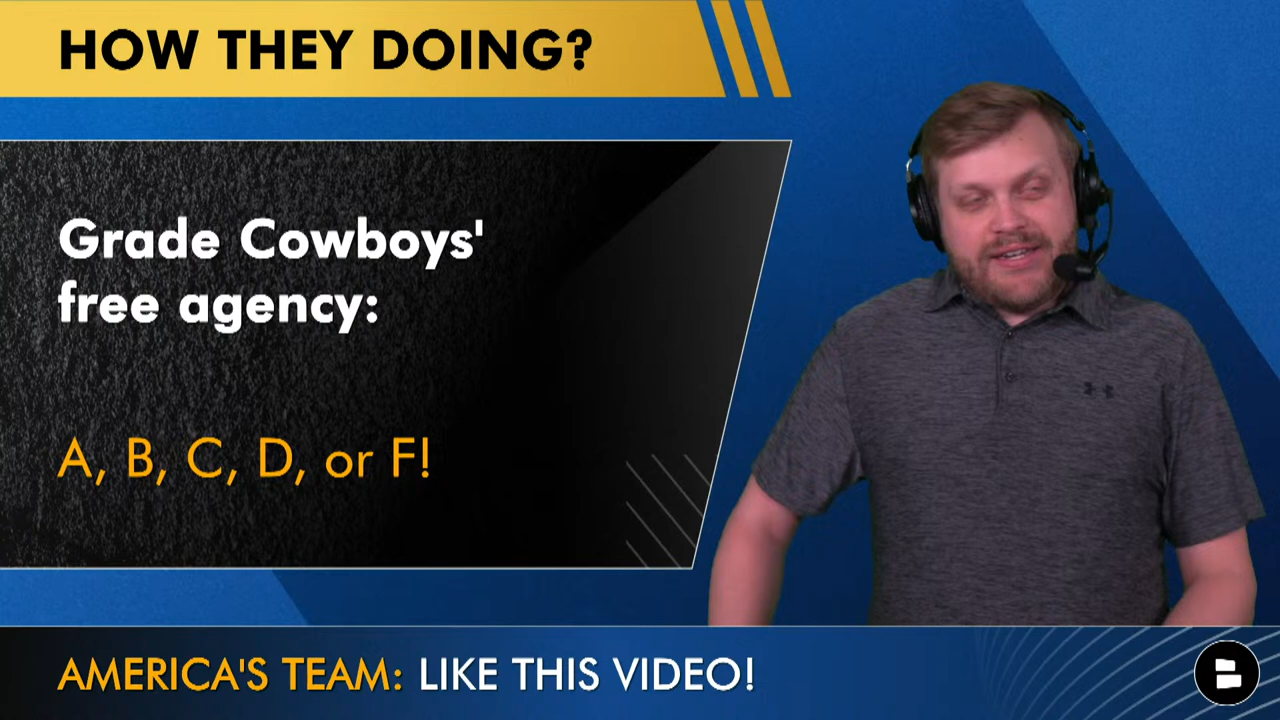 HOW THEY DOING?
Grade Cowboys'
free agency:
A, B, C, D, or F!
AMERICA'S TEAM: LIKE THIS VIDEO!